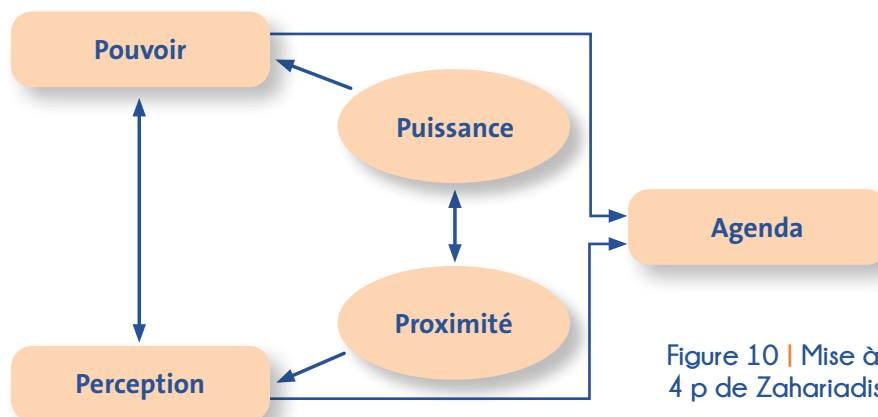 Pouvoir
Puissance
Agenda
Proximité
Perception
Figure 10 | Mise à
4 p de Zahariadis